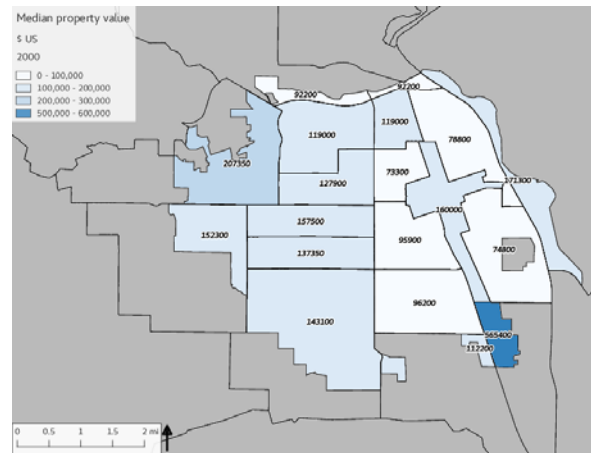 Median property value
$ US
2000
0 - 100,000
100,000 - 200,000
200,000 - 300,000
500,000 - 600,000
92200
92200
119000
119000
78800
207350
127900
73300
171300
160000
152300
157500
95900
74800
137350
143100
96200
565400
112200
0 0.5 1 1.5 2 mi